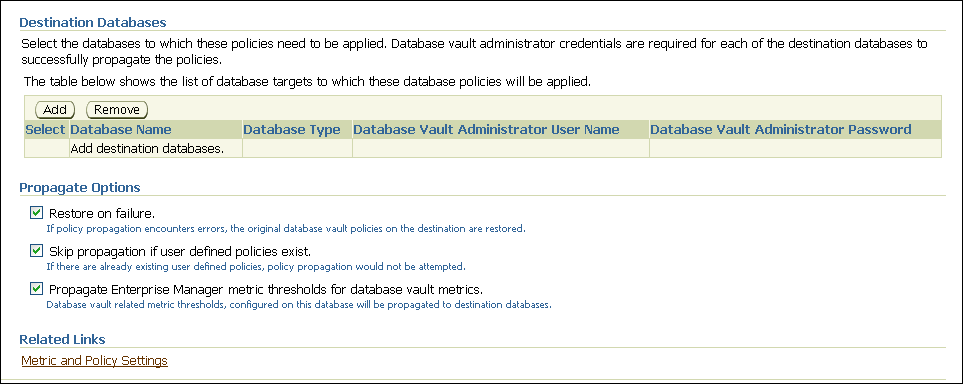 Destination Databases
Select the databases to which these policies need to be applied. Database vault administrator credentials are required for each of the destination databases to
successfully propagate the policies.
The table below shows the list of database targets to which these database policies will be applied.
Add Remove
Select Database Name Database Type Database Vault Administrator User Name Database Vault Administrator Password
Add destination databases.
Propagate Options
Restore on failure.
If policy propagation encounters errors, the original database vault policies on the destination are restored.
Skip propagation if user defined policies exist.
If there are already existing user defined policies, policy propagation would not be attempted.
Propagate Enterprise Manager metric thresholds for database vault metrics.
Database vault related metric thresholds, configured on this database will be propagated to destination databases.
Related Links
Metric and Policy Settings